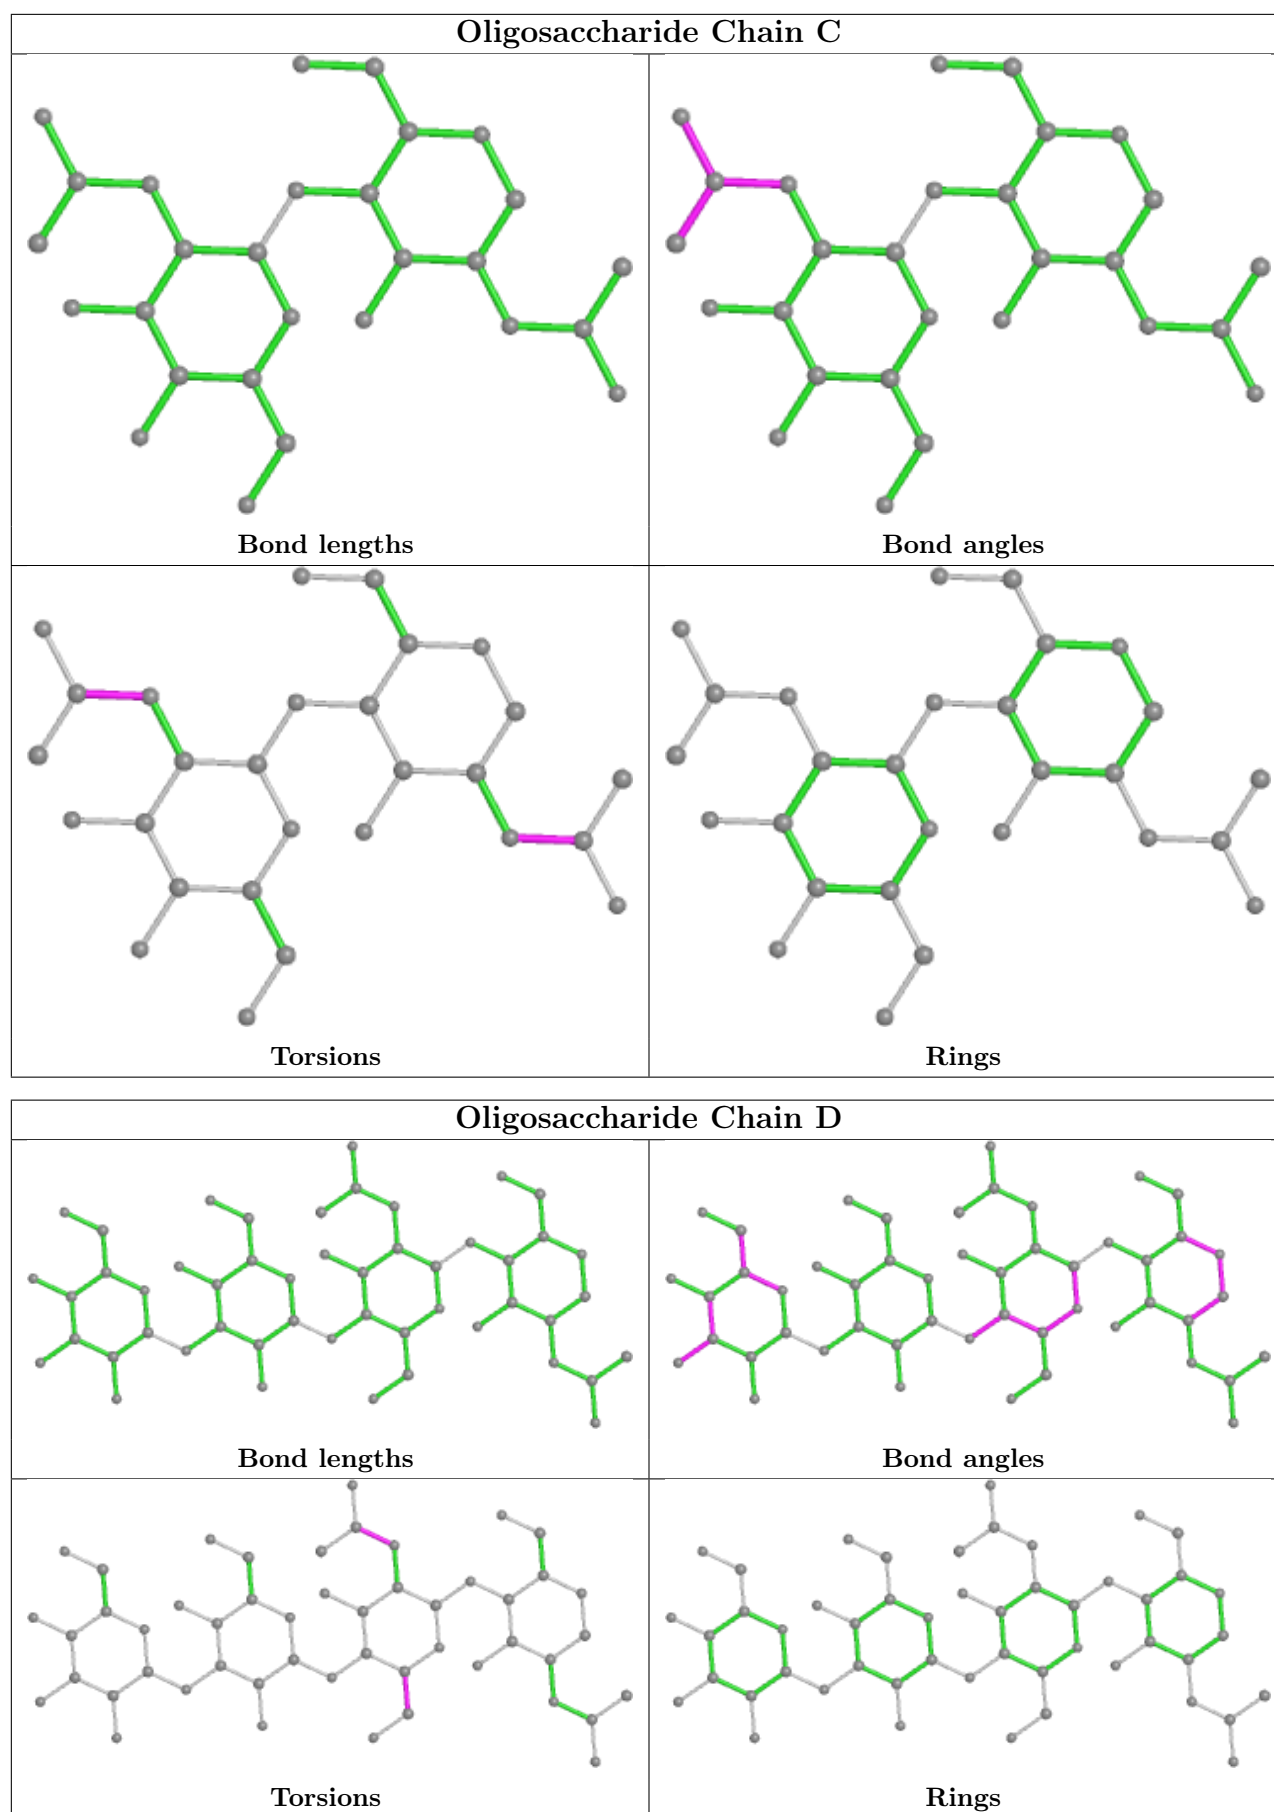 Oligosaccharide Chain C
Bond lengths
Bond angles
Torsions
Rings
Oligosaccharide Chain D
Bond lengths
Bond angles
Torsions
Rings